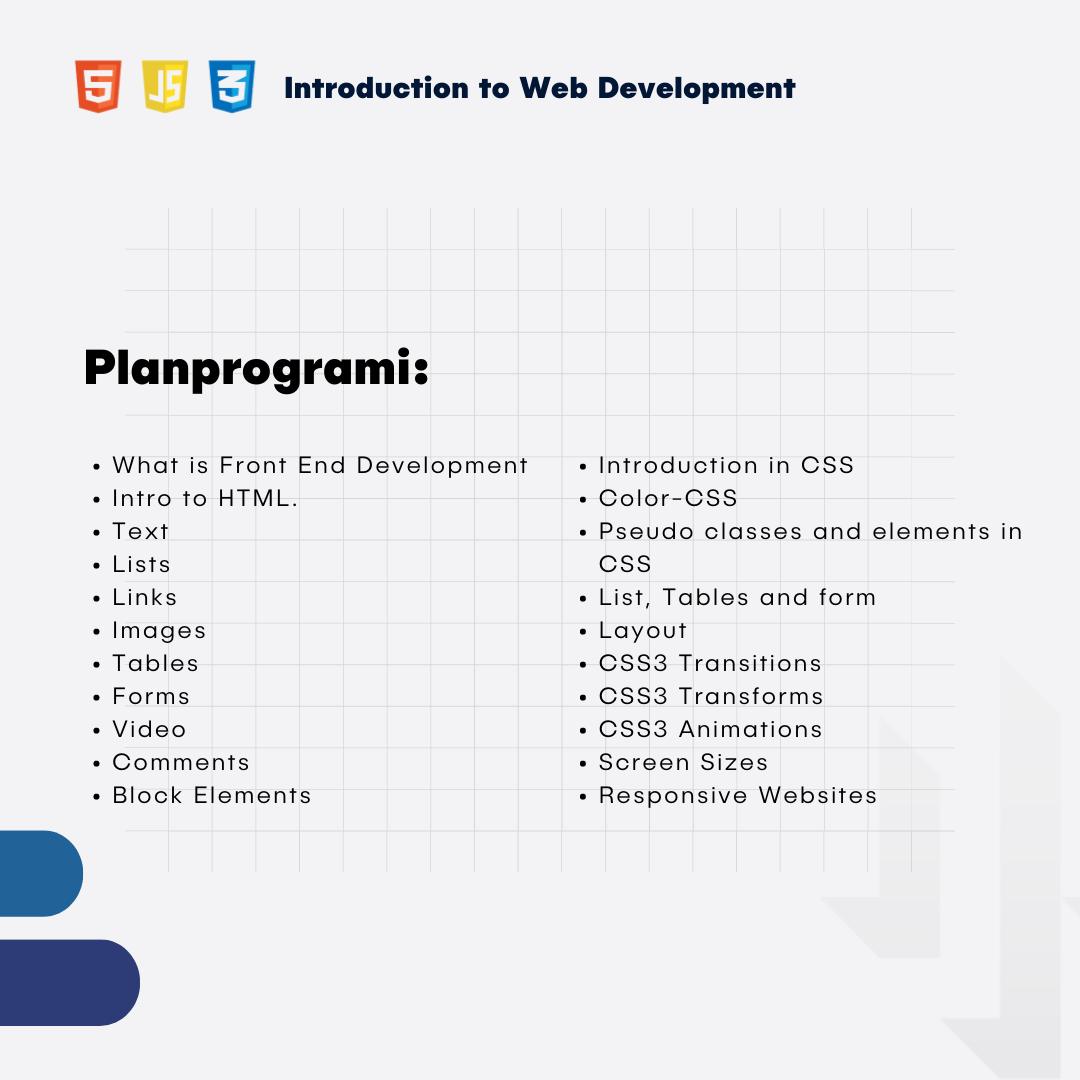 5 JS 3 Introduction to Web Development
Planprogrami:
• What is Front End Development
• Intro to HTML.
• Text
• Lists
• Links
• Images
• Tables
• Forms
• Video
• Comments
• Block Elements
• Introduction in CSS
• Color-CSS
• Pseudo classes and elements in
CSS
• List, Tables and form
• Layout
• CSS3 Transitions
• CSS3 Transforms
• CSS3 Animations
• Screen Sizes
• Responsive Websites